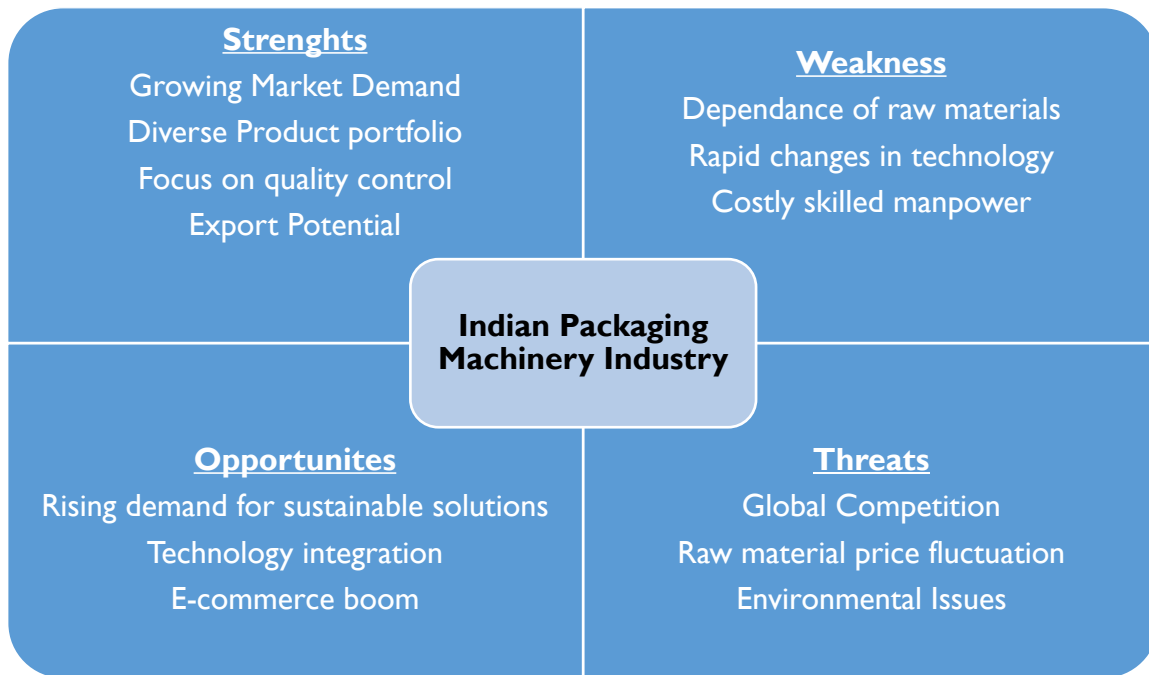 Strenghts
Growing Market Demand
Diverse Product portfolio
Focus on quality control
Export Potential
Weakness
Dependance of raw materials
Rapid changes in technology
Costly skilled manpower
Indian Packaging
Machinery Industry
Opportunites
Rising demand for sustainable solutions
Technology integration
E-commerce boom
Threats
Global Competition
Raw material price fluctuation
Environmental Issues